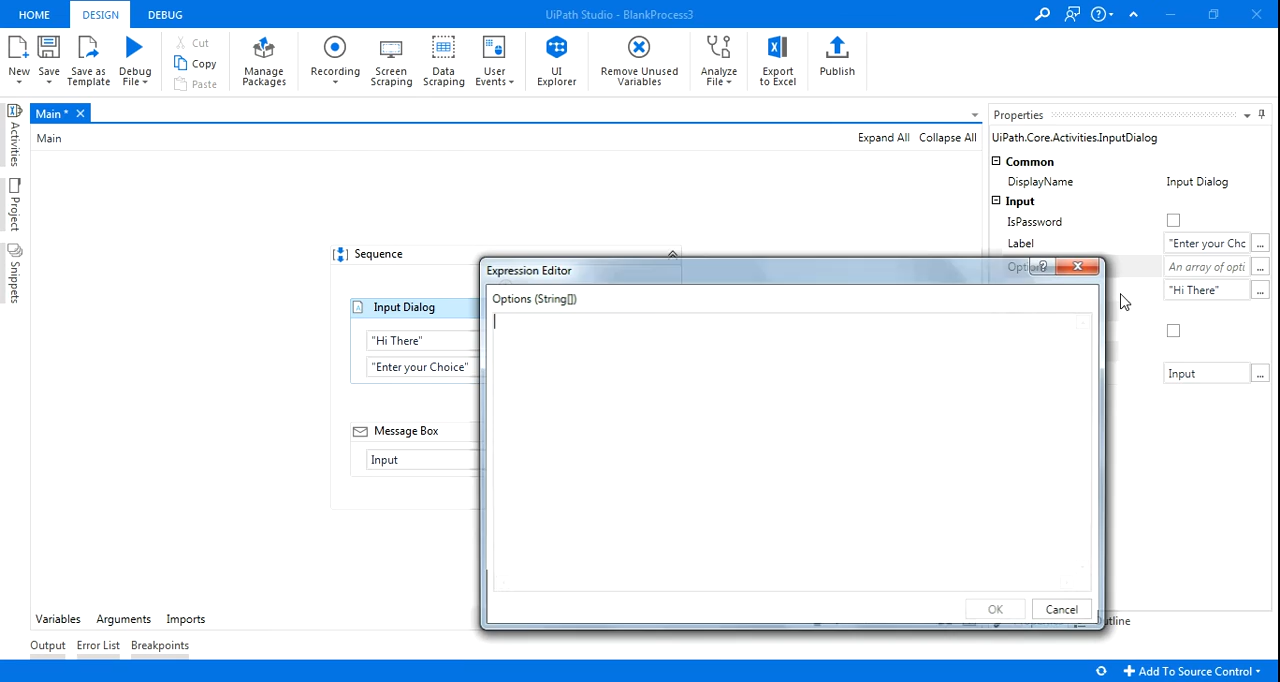 HOME DESIGN DEBUG UiPath Studio - BlankProcess3
New Save Save as Template Debug File Cut Copy Paste Manage Packages Recording Screen Scraping Data Scraping User Events UI Explorer Remove Unused Variables Analyze File Export to Excel Publish
Main * Properties
Main Expand All Collapse All UiPath.Core.Activities.InputDialog
Activities
Project
Snippets
Common
DisplayName Input Dialog
Input
IsPassword
Label "Enter your Chc ...
Option An array of opti ...
"Hi There" ...
Input ...
Sequence
Input Dialog
"Hi There"
"Enter your Choice"
Message Box
Input
Expression Editor
Options (String[])
OK Cancel
utline
Variables Arguments Imports
Output Error List Breakpoints
Add To Source Control